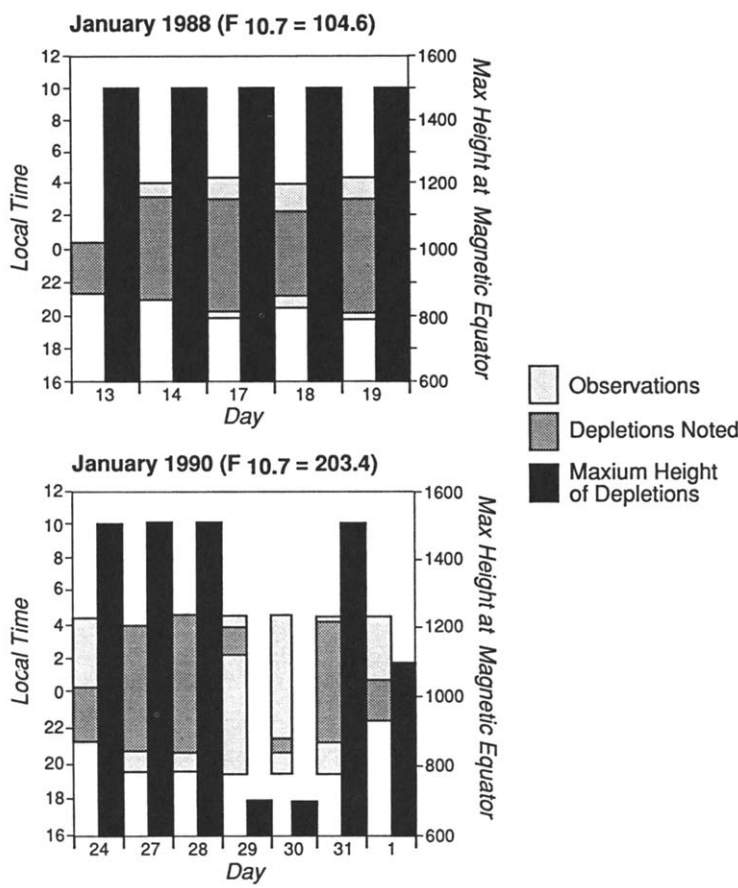 January 1988 (F 10.7 = 104.6)
12
10
8
6
4
2
0
22
20
18
16
Local Time
1600
1400
1200
1000
800
600
Max Height at Magnetic Equator
13 14 17 18 19
Day
Observations
Depletions Noted
Maxium Height
of Depletions
January 1990 (F 10.7 = 203.4)
12
10
8
6
4
2
0
22
20
18
16
Local Time
1600
1400
1200
1000
800
600
Max Height at Magnetic Equator
24 27 28 29 30 31 1
Day